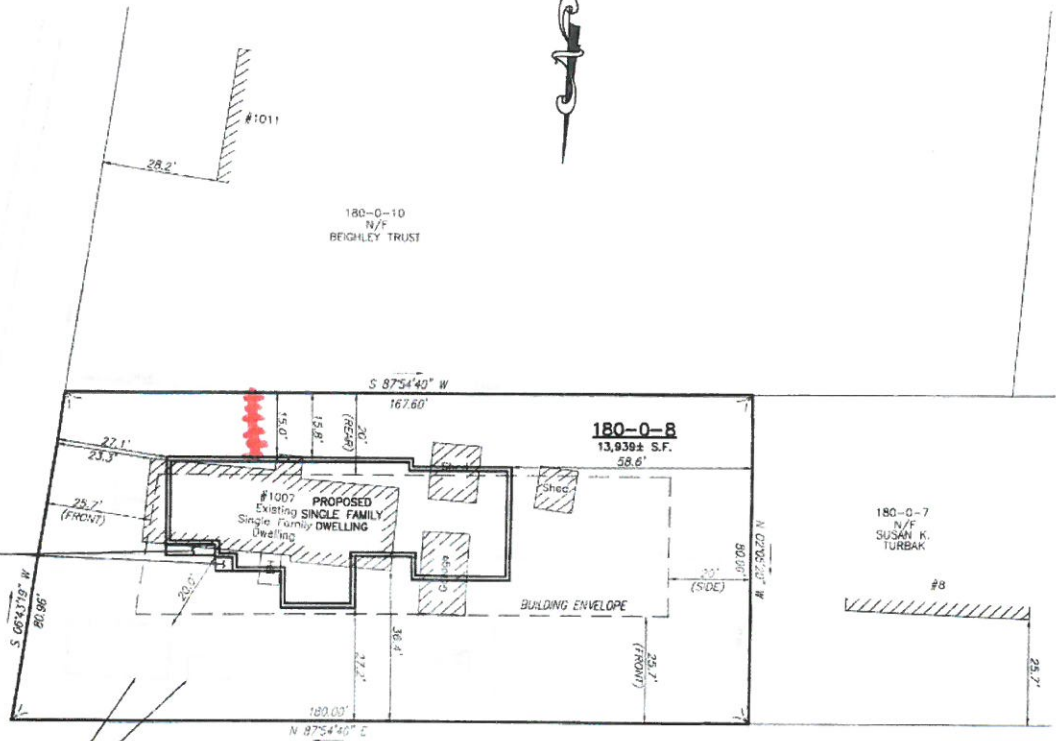 #1011
28.2'
180-0-10
N/F
BEIGHLEY TRUST
S 87°54'40" W
167.60'
180-0-8
13,939± S.F.
58.6'
27.1'
23.3'
15.0'
15.8'
20'
(REAR)
Shed
Shed
25.7'
(FRONT)
#1007
Existing
Single Family
Dwelling
PROPOSED
SINGLE FAMILY
DWELLING
Garage
180-0-7
N/F
SUSAN K.
TURBAK
#8
N 02°05'20" W
80.00'
20'
(SIDE)
BUILDING ENVELOPE
20.0'
S 06°43'19" W
80.96'
36.4'
25.7'
(FRONT)
25.7'
180.00'
N 87°54'40" E